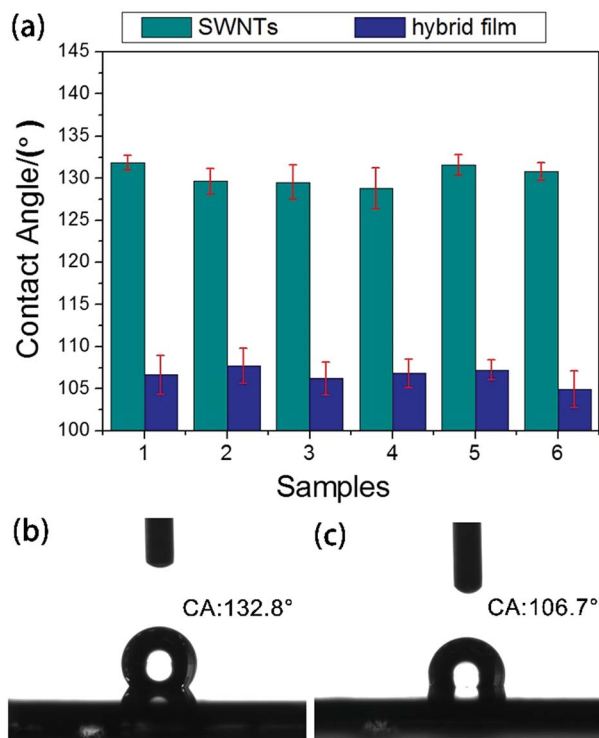 (a)
SWNTs
hybrid film
145
140
135
130
125
120
115
110
105
100
Contact Angle/(°)
1 2 3 4 5 6
Samples
(b)
CA:132.8°
(c)
CA:106.7°